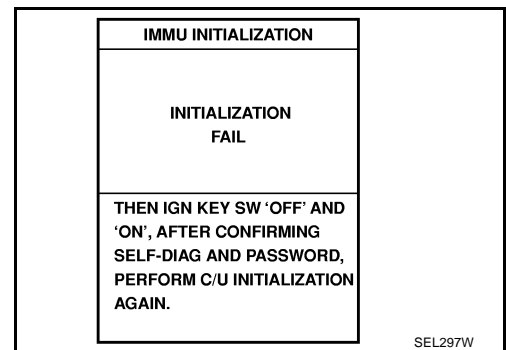 IMMU INITIALIZATION
INITIALIZATION
FAIL
THEN IGN KEY SW ‘OFF’ AND
‘ON’, AFTER CONFIRMING
SELF-DIAG AND PASSWORD,
PERFORM C/U INITIALIZATION
AGAIN.
SEL297W